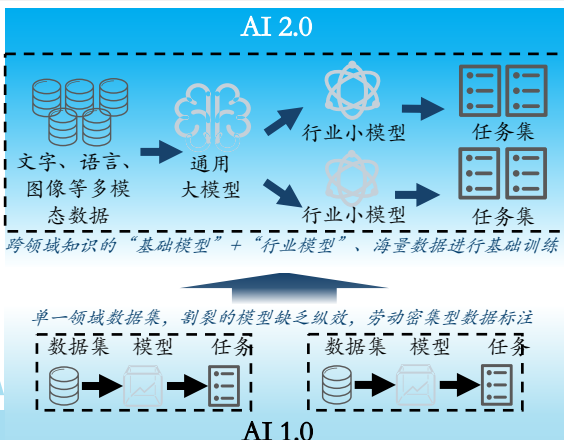 AI 2.0
文字、语言、
图像等多模
态数据
通用
大模型
行业小模型
任务集
行业小模型
任务集
跨领域知识的“基础模型”+“行业模型”、海量数据进行基础训练
单一领域数据集，割裂的模型缺乏纵效，劳动密集型数据标注
数据集 模型 任务
数据集 模型 任务
AI 1.0